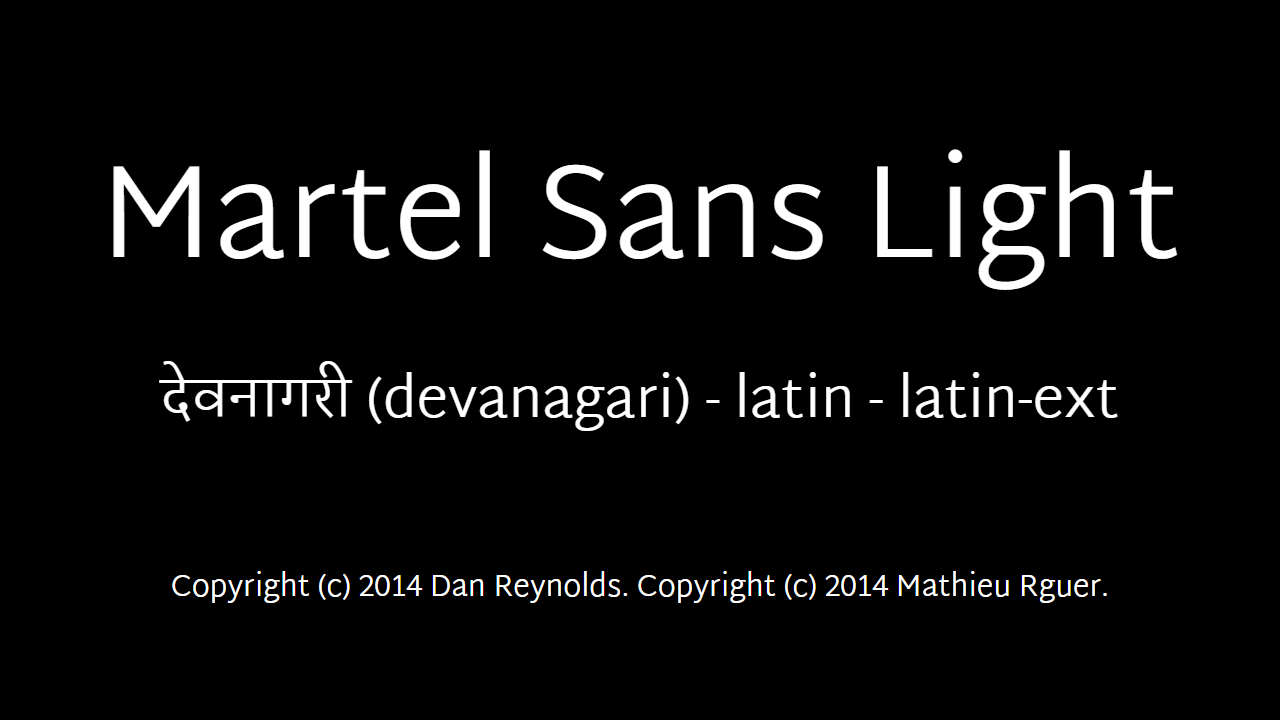 Martel Sans Light
देवनागरी (devanagari) - latin - latin-ext
Copyright (c) 2014 Dan Reynolds. Copyright (c) 2014 Mathieu Rguer.